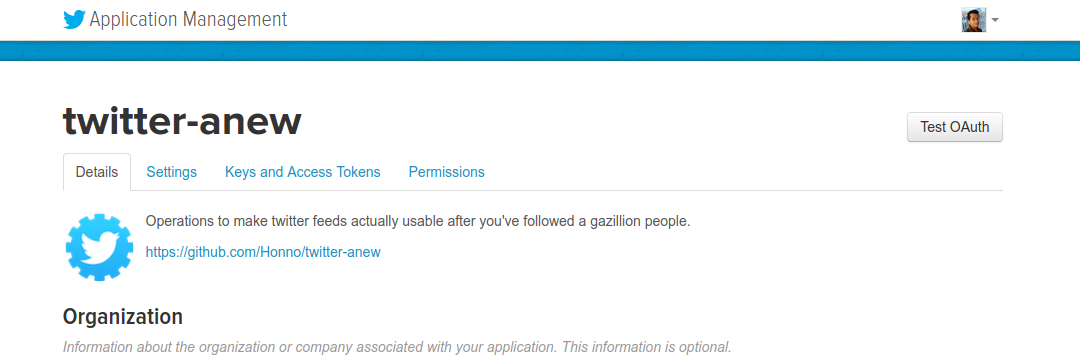 Application Management
twitter-anew
Test OAuth
Details Settings Keys and Access Tokens Permissions
Operations to make twitter feeds actually usable after you've followed a gazillion people.
https://github.com/Honno/twitter-anew
Organization
Information about the organization or company associated with your application. This information is optional.